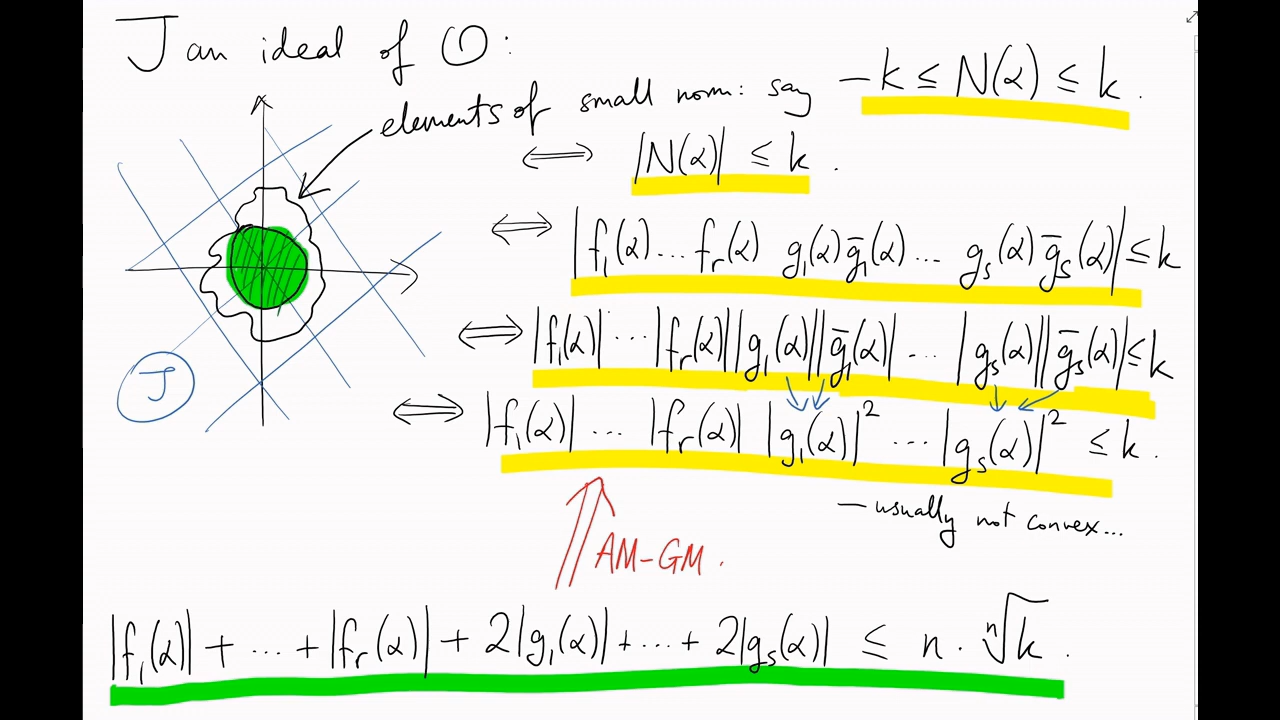 J an ideal of O:
elements of small norm: say -k ≤ N(α) ≤ k.
⟺ |N(α)| ≤ k.
⟺ |f₁(α) ... fᵣ(α) g₁(α) ḡ₁(α) ... gₛ(α) ḡₛ(α)| ≤ k
⟺ |f₁(α)| ... |fᵣ(α)| |g₁(α)| |ḡ₁(α)| ... |gₛ(α)| |ḡₛ(α)| ≤ k
J
⟺ |f₁(α)| ... |fᵣ(α)| |g₁(α)|² ... |gₛ(α)|² ≤ k.
- usually not convex...
AM-GM.
|f₁(α)| + ... + |fᵣ(α)| + 2|g₁(α)| + ... + 2|gₛ(α)| ≤ n · ⁿ√k.